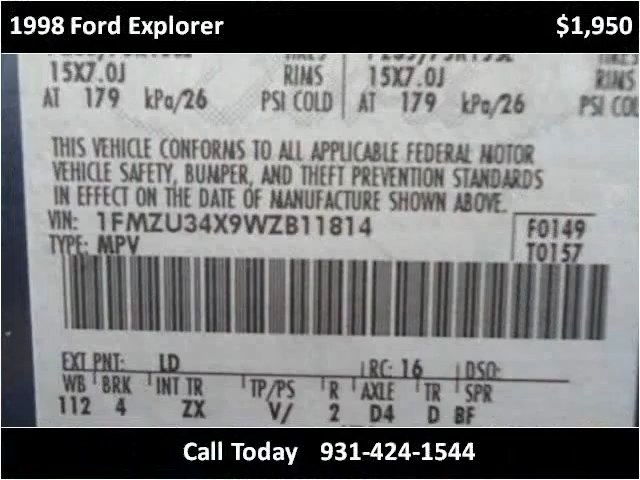 1998 Ford Explorer $1,950
15X7.0J RIMS 15X7.0J RIMS
AT 179 kPa/26 PSI COLD AT 179 kPa/26 PSI COL
THIS VEHICLE CONFORMS TO ALL APPLICABLE FEDERAL MOTOR
VEHICLE SAFETY, BUMPER, AND THEFT PREVENTION STANDARDS
IN EFFECT ON THE DATE OF MANUFACTURE SHOWN ABOVE.
VIN: 1FMZU34X9WZB11814 F0149
TYPE: MPV T0157
EXT PNT: LD RC: 16 DSO:
WB BRK INT TR TP/PS R AXLE TR SPR
112 4 ZX V/ 2 D4 D BF
Call Today 931-424-1544